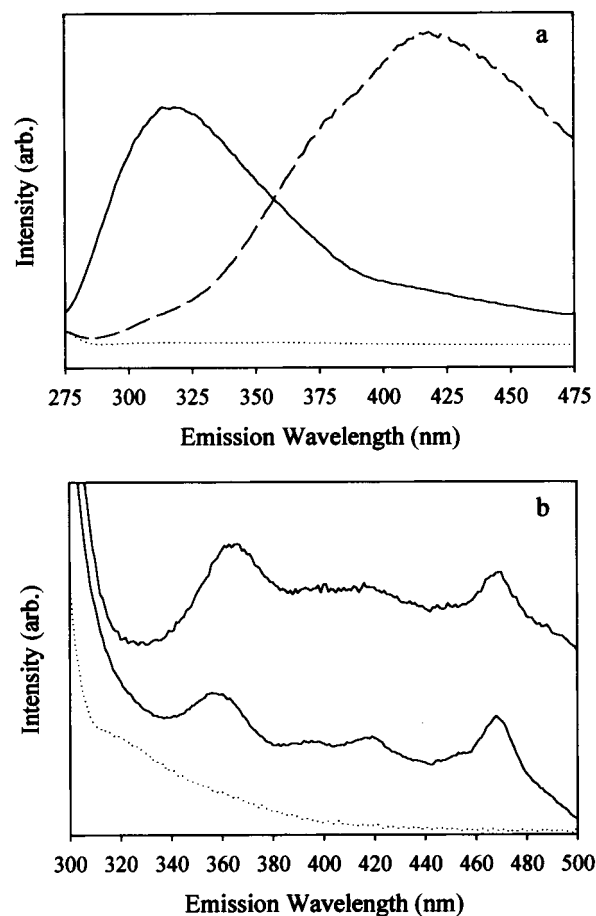 a
Intensity (arb.)
275 300 325 350 375 400 425 450 475
Emission Wavelength (nm)
b
Intensity (arb.)
300 320 340 360 380 400 420 440 460 480 500
Emission Wavelength (nm)